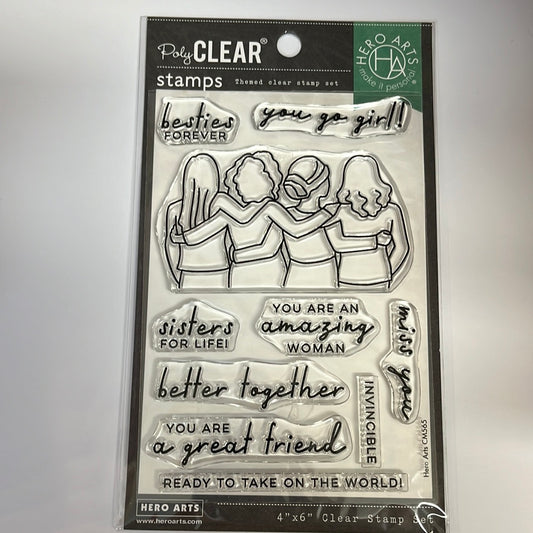 Poly CLEAR®
stamps
Themed clear stamp set
HERO ARTS
HA
make it personal
besties
FOREVER
you go girl!
sisters
FOR LIFE!
YOU ARE AN
amazing
WOMAN
miss you
better together
INVINCIBLE
YOU ARE
a great friend
READY TO TAKE ON THE WORLD!
Hero Arts CM565
HERO ARTS
www.heroarts.com
4"x6" Clear Stamp Set